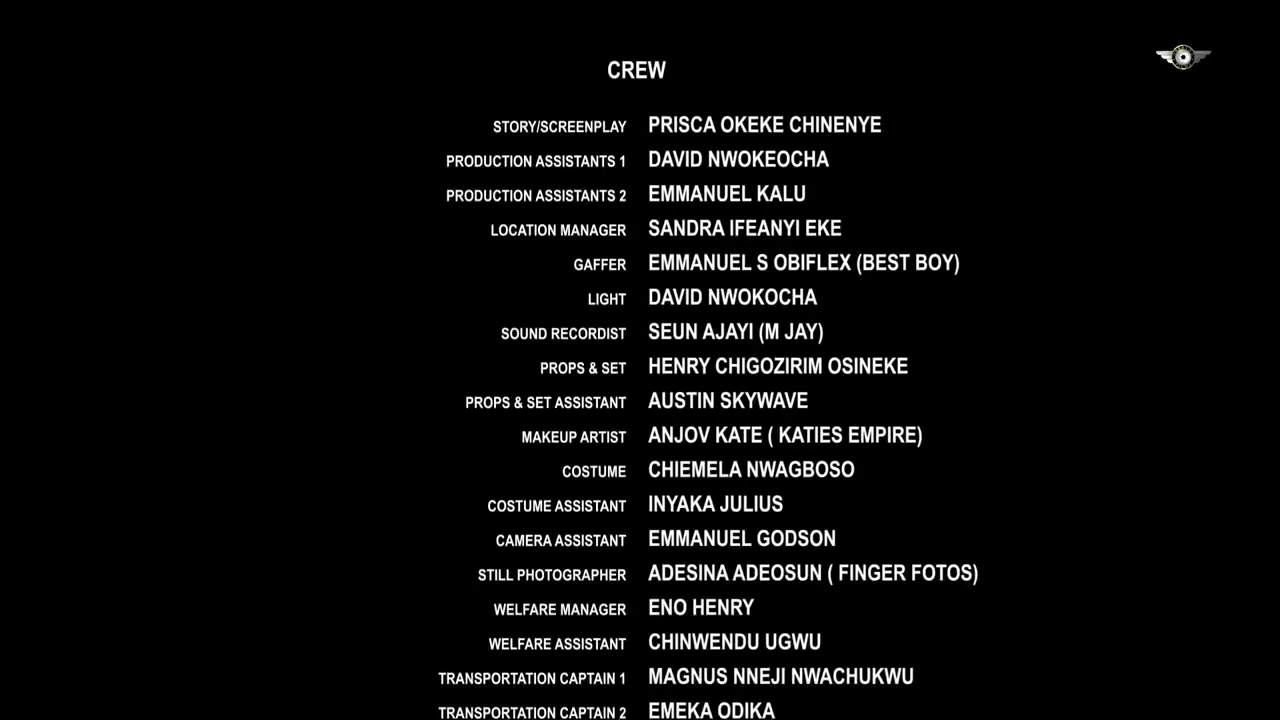 CREW
STORY/SCREENPLAY PRISCA OKEKE CHINENYE
PRODUCTION ASSISTANTS 1 DAVID NWOKEOCHA
PRODUCTION ASSISTANTS 2 EMMANUEL KALU
LOCATION MANAGER SANDRA IFEANYI EKE
GAFFER EMMANUEL S OBIFLEX (BEST BOY)
LIGHT DAVID NWOKOCHA
SOUND RECORDIST SEUN AJAYI (M JAY)
PROPS & SET HENRY CHIGOZIRIM OSINEKE
PROPS & SET ASSISTANT AUSTIN SKYWAVE
MAKEUP ARTIST ANJOV KATE ( KATIES EMPIRE)
COSTUME CHIEMELA NWAGBOSO
COSTUME ASSISTANT INYAKA JULIUS
CAMERA ASSISTANT EMMANUEL GODSON
STILL PHOTOGRAPHER ADESINA ADEOSUN ( FINGER FOTOS)
WELFARE MANAGER ENO HENRY
WELFARE ASSISTANT CHINWENDU UGWU
TRANSPORTATION CAPTAIN 1 MAGNUS NNEJI NWACHUKWU
TRANSPORTATION CAPTAIN 2 EMEKA ODIKA